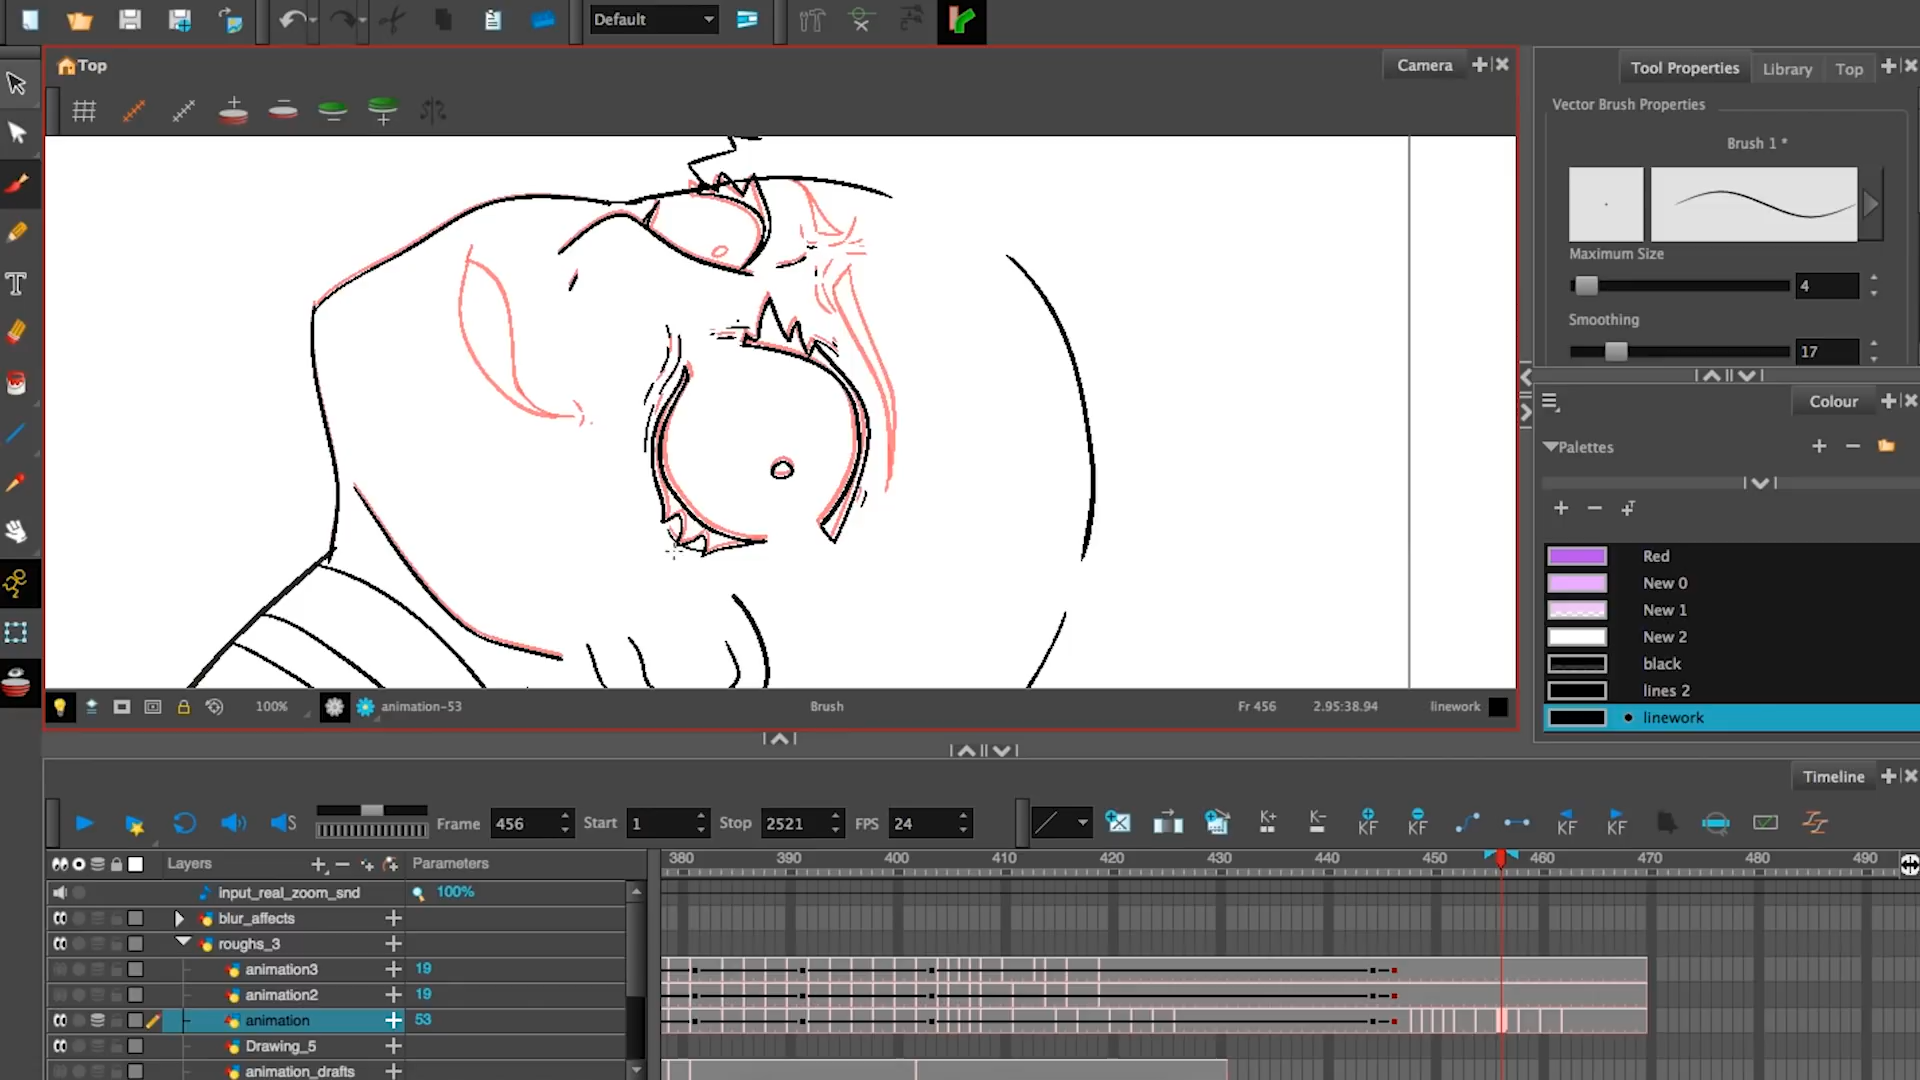 Default
Top
Camera
Tool Properties
Library
Top
Vector Brush Properties
Brush 1 *
Maximum Size
4
Smoothing
17
Colour
Palettes
Red
New 0
New 1
New 2
black
lines 2
linework
100%
animation-53
Brush
Fr 456
2.95:38.94
linework
Timeline
S
Frame
456
Start
1
Stop
2521
FPS
24
K+
K-
KF
KF
KF
KF
Layers
Parameters
380
390
400
410
420
430
440
450
460
470
480
490
input_real_zoom_snd
100%
blur_affects
roughs_3
animation3
19
animation2
19
animation
53
Drawing_5
animation_drafts